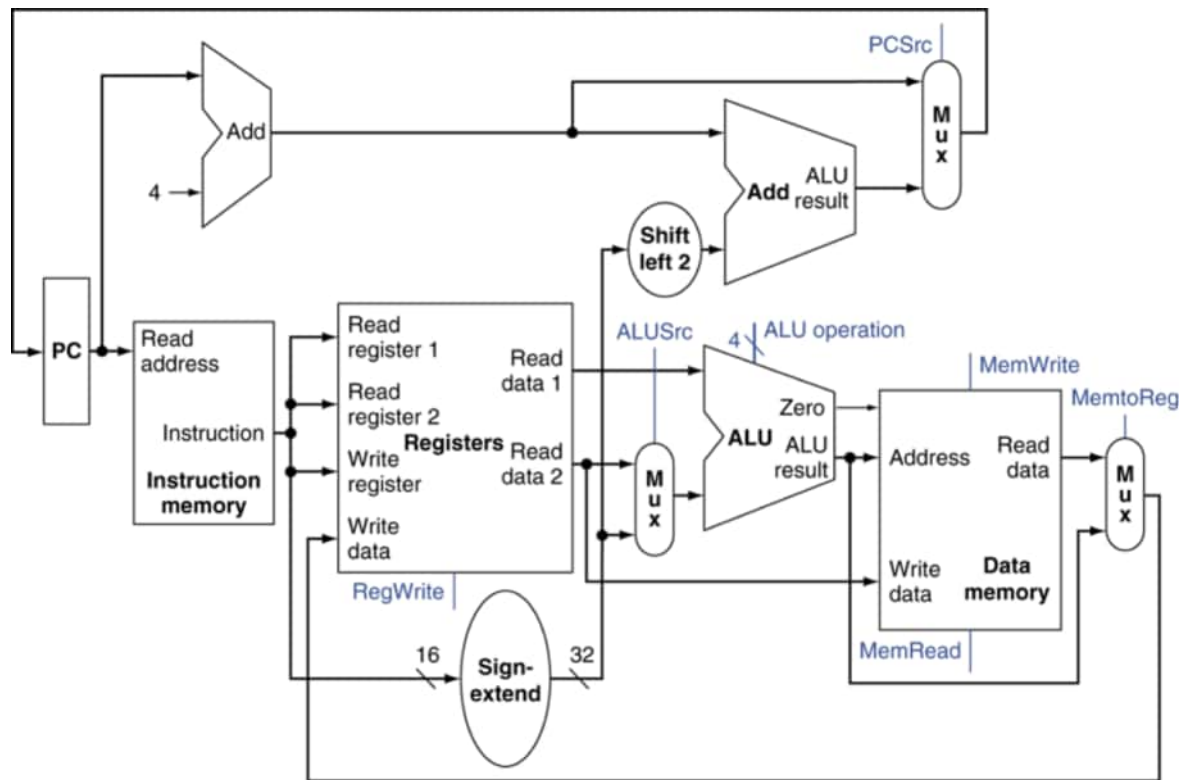 PCSrc
M
u
x
Add
4
Add
ALU
result
Shift
left 2
PC
Read
address
Instruction
Instruction
memory
Read
register 1
Read
register 2
Write
register
Write
data
Registers
Read
data 1
Read
data 2
RegWrite
16
Sign-
extend
32
ALUSrc
M
u
x
4
ALU operation
Zero
ALU
ALU
result
MemWrite
Address
Read
data
Write
data
Data
memory
MemRead
MemtoReg
M
u
x